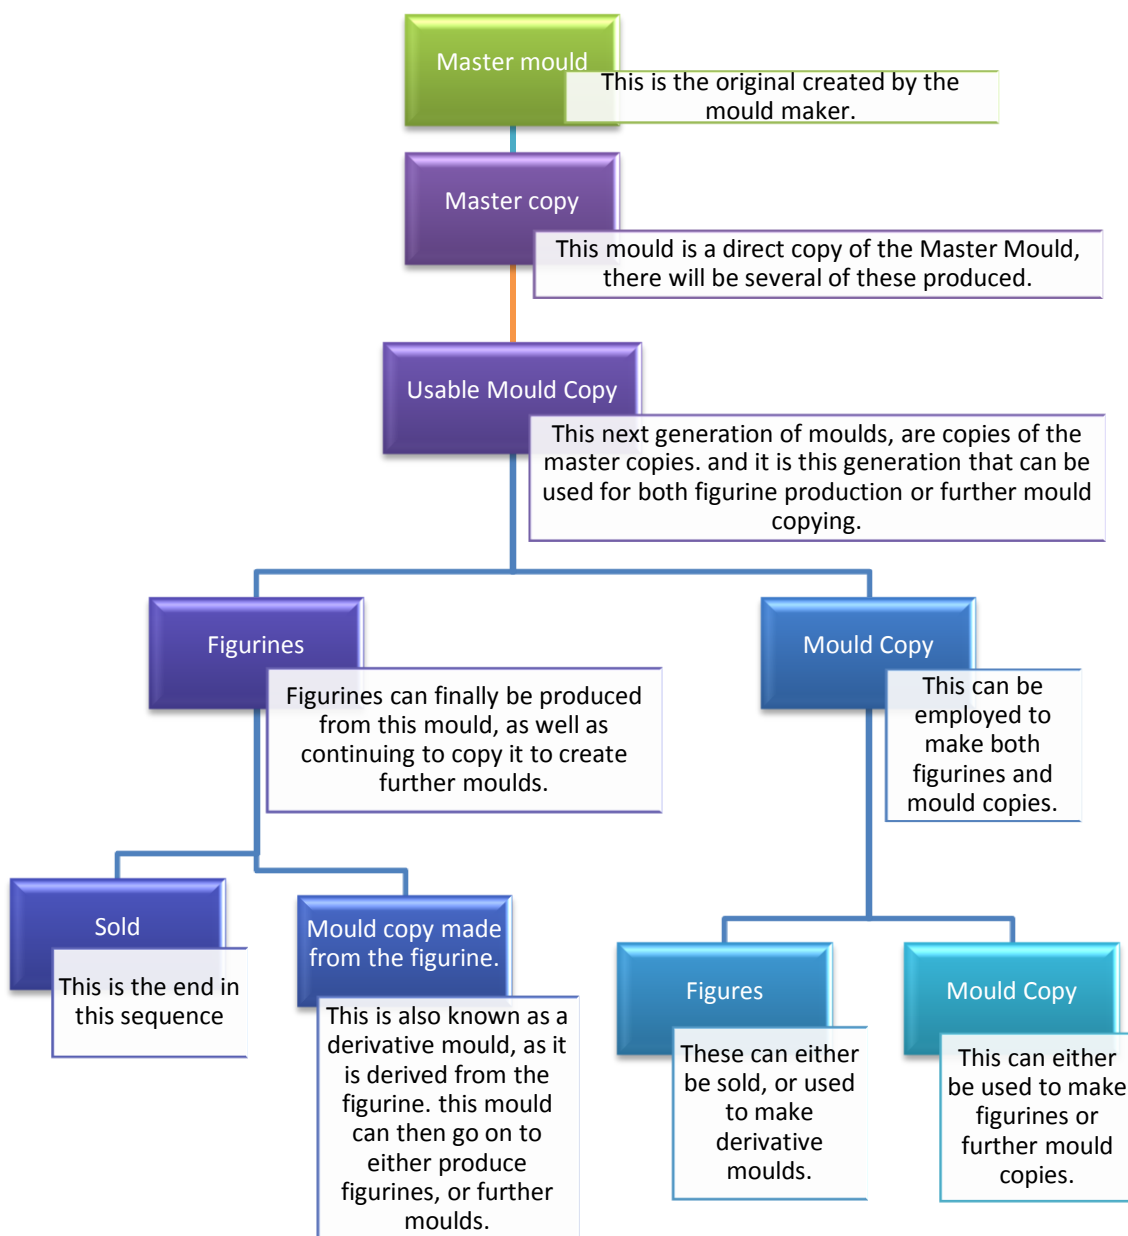 Master mould
This is the original created by the
mould maker.
Master copy
This mould is a direct copy of the Master Mould,
there will be several of these produced.
Usable Mould Copy
This next generation of moulds, are copies of the
master copies. and it is this generation that can be
used for both figurine production or further mould
copying.
Figurines
Figurines can finally be produced
from this mould, as well as
continuing to copy it to create
further moulds.
Mould Copy
This can be
employed to
make both
figurines and
mould copies.
Sold
This is the end in
this sequence
Mould copy made
from the figurine.
This is also known as a
derivative mould, as it
is derived from the
figurine. this mould
can then go on to
either produce
figurines, or further
moulds.
Figures
These can either
be sold, or used
to make
derivative
moulds.
Mould Copy
This can either
be used to make
figurines or
further mould
copies.